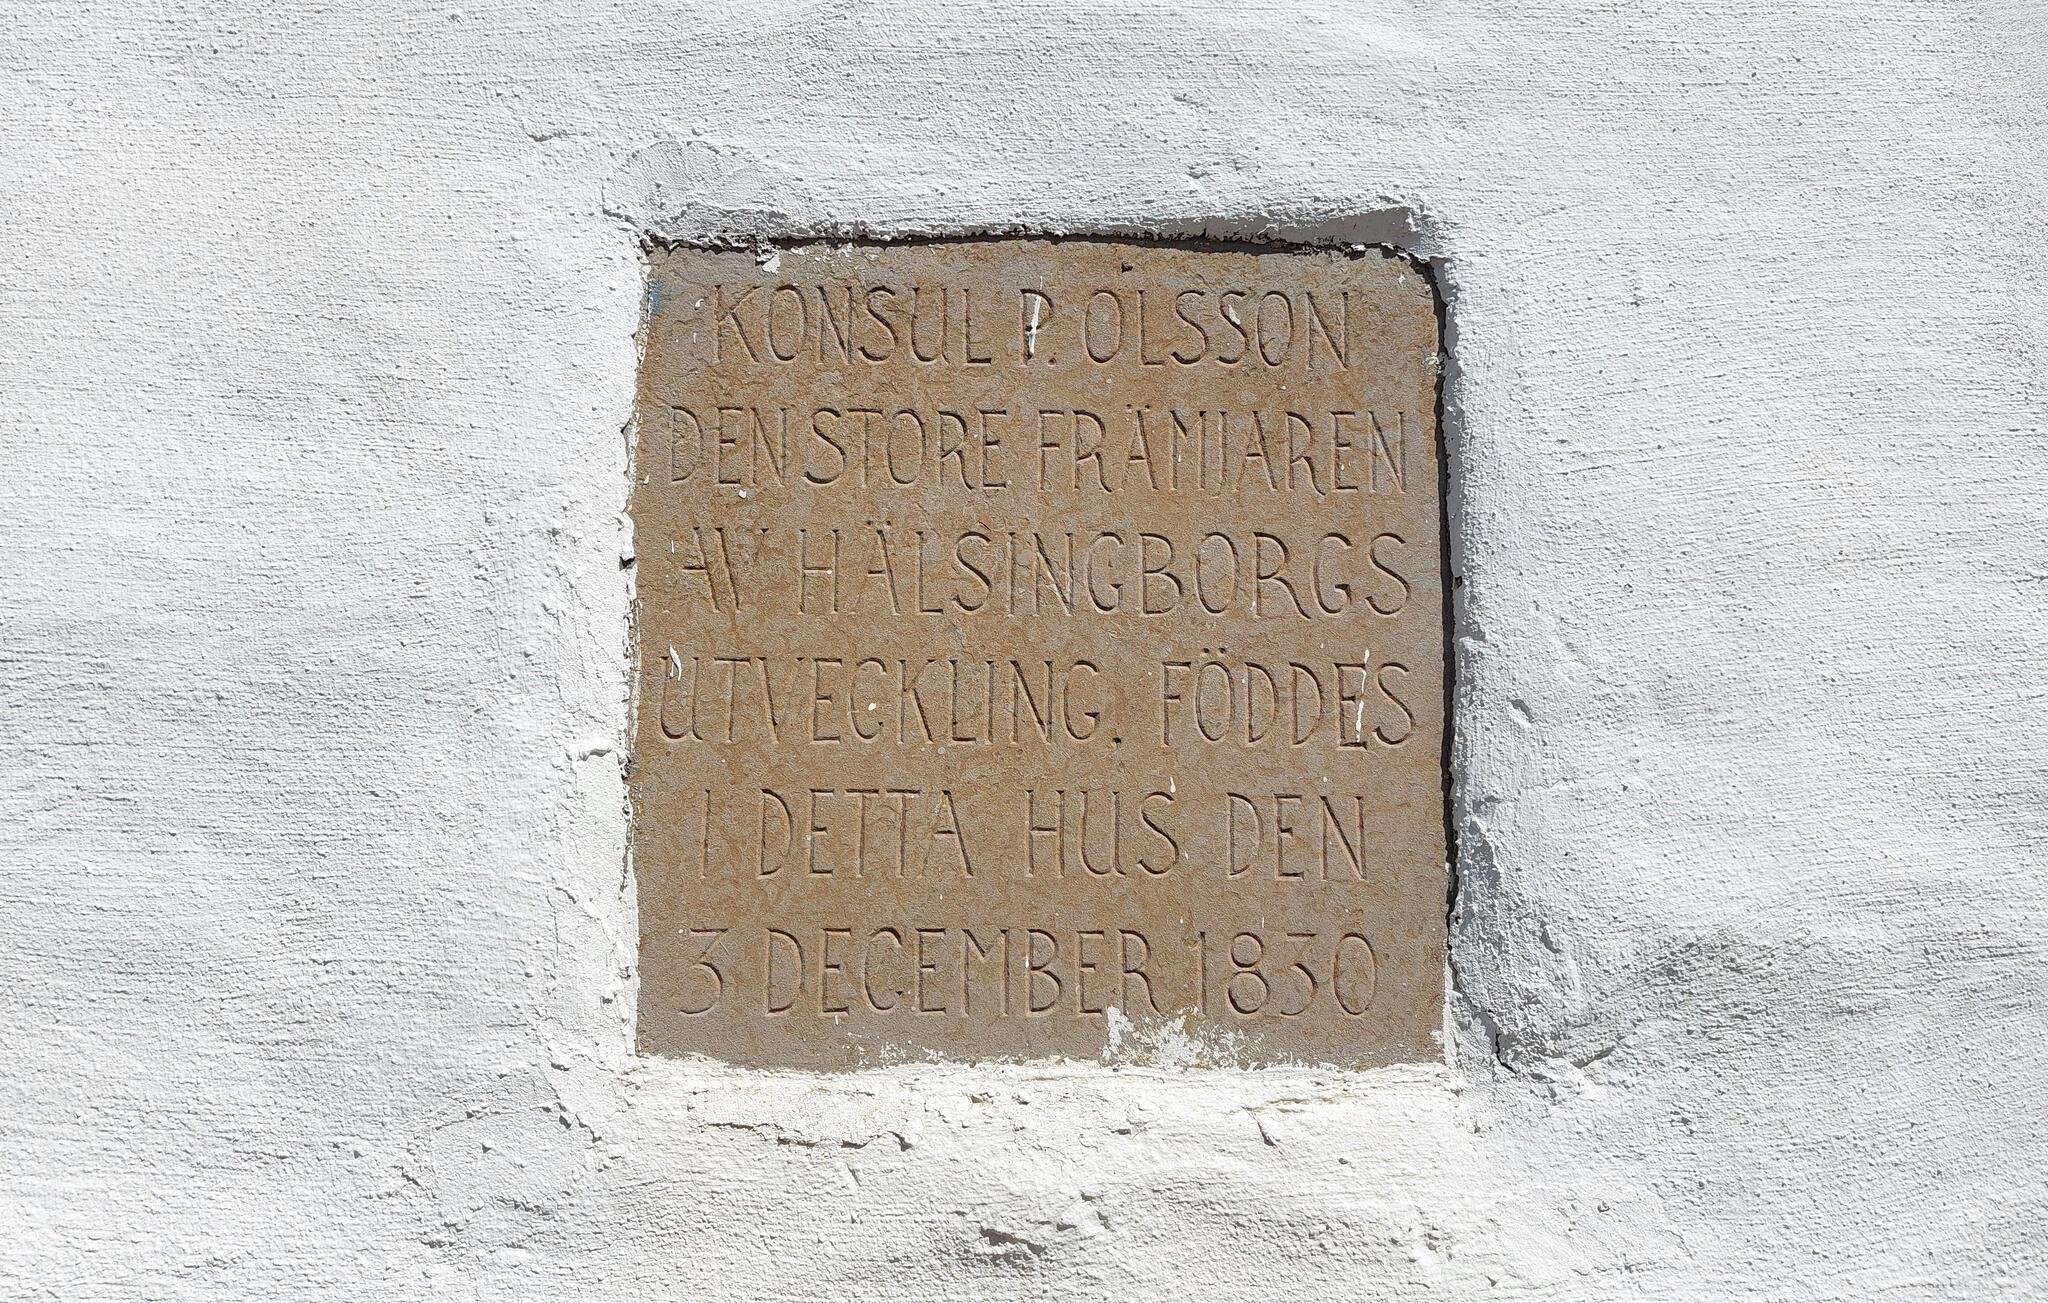 KONSUL P. OLSSON
DEN STORE FRÄMJAREN
AV HÄLSINGBORGS
UTVECKLING. FÖDDES
I DETTA HUS DEN
3 DECEMBER 1830